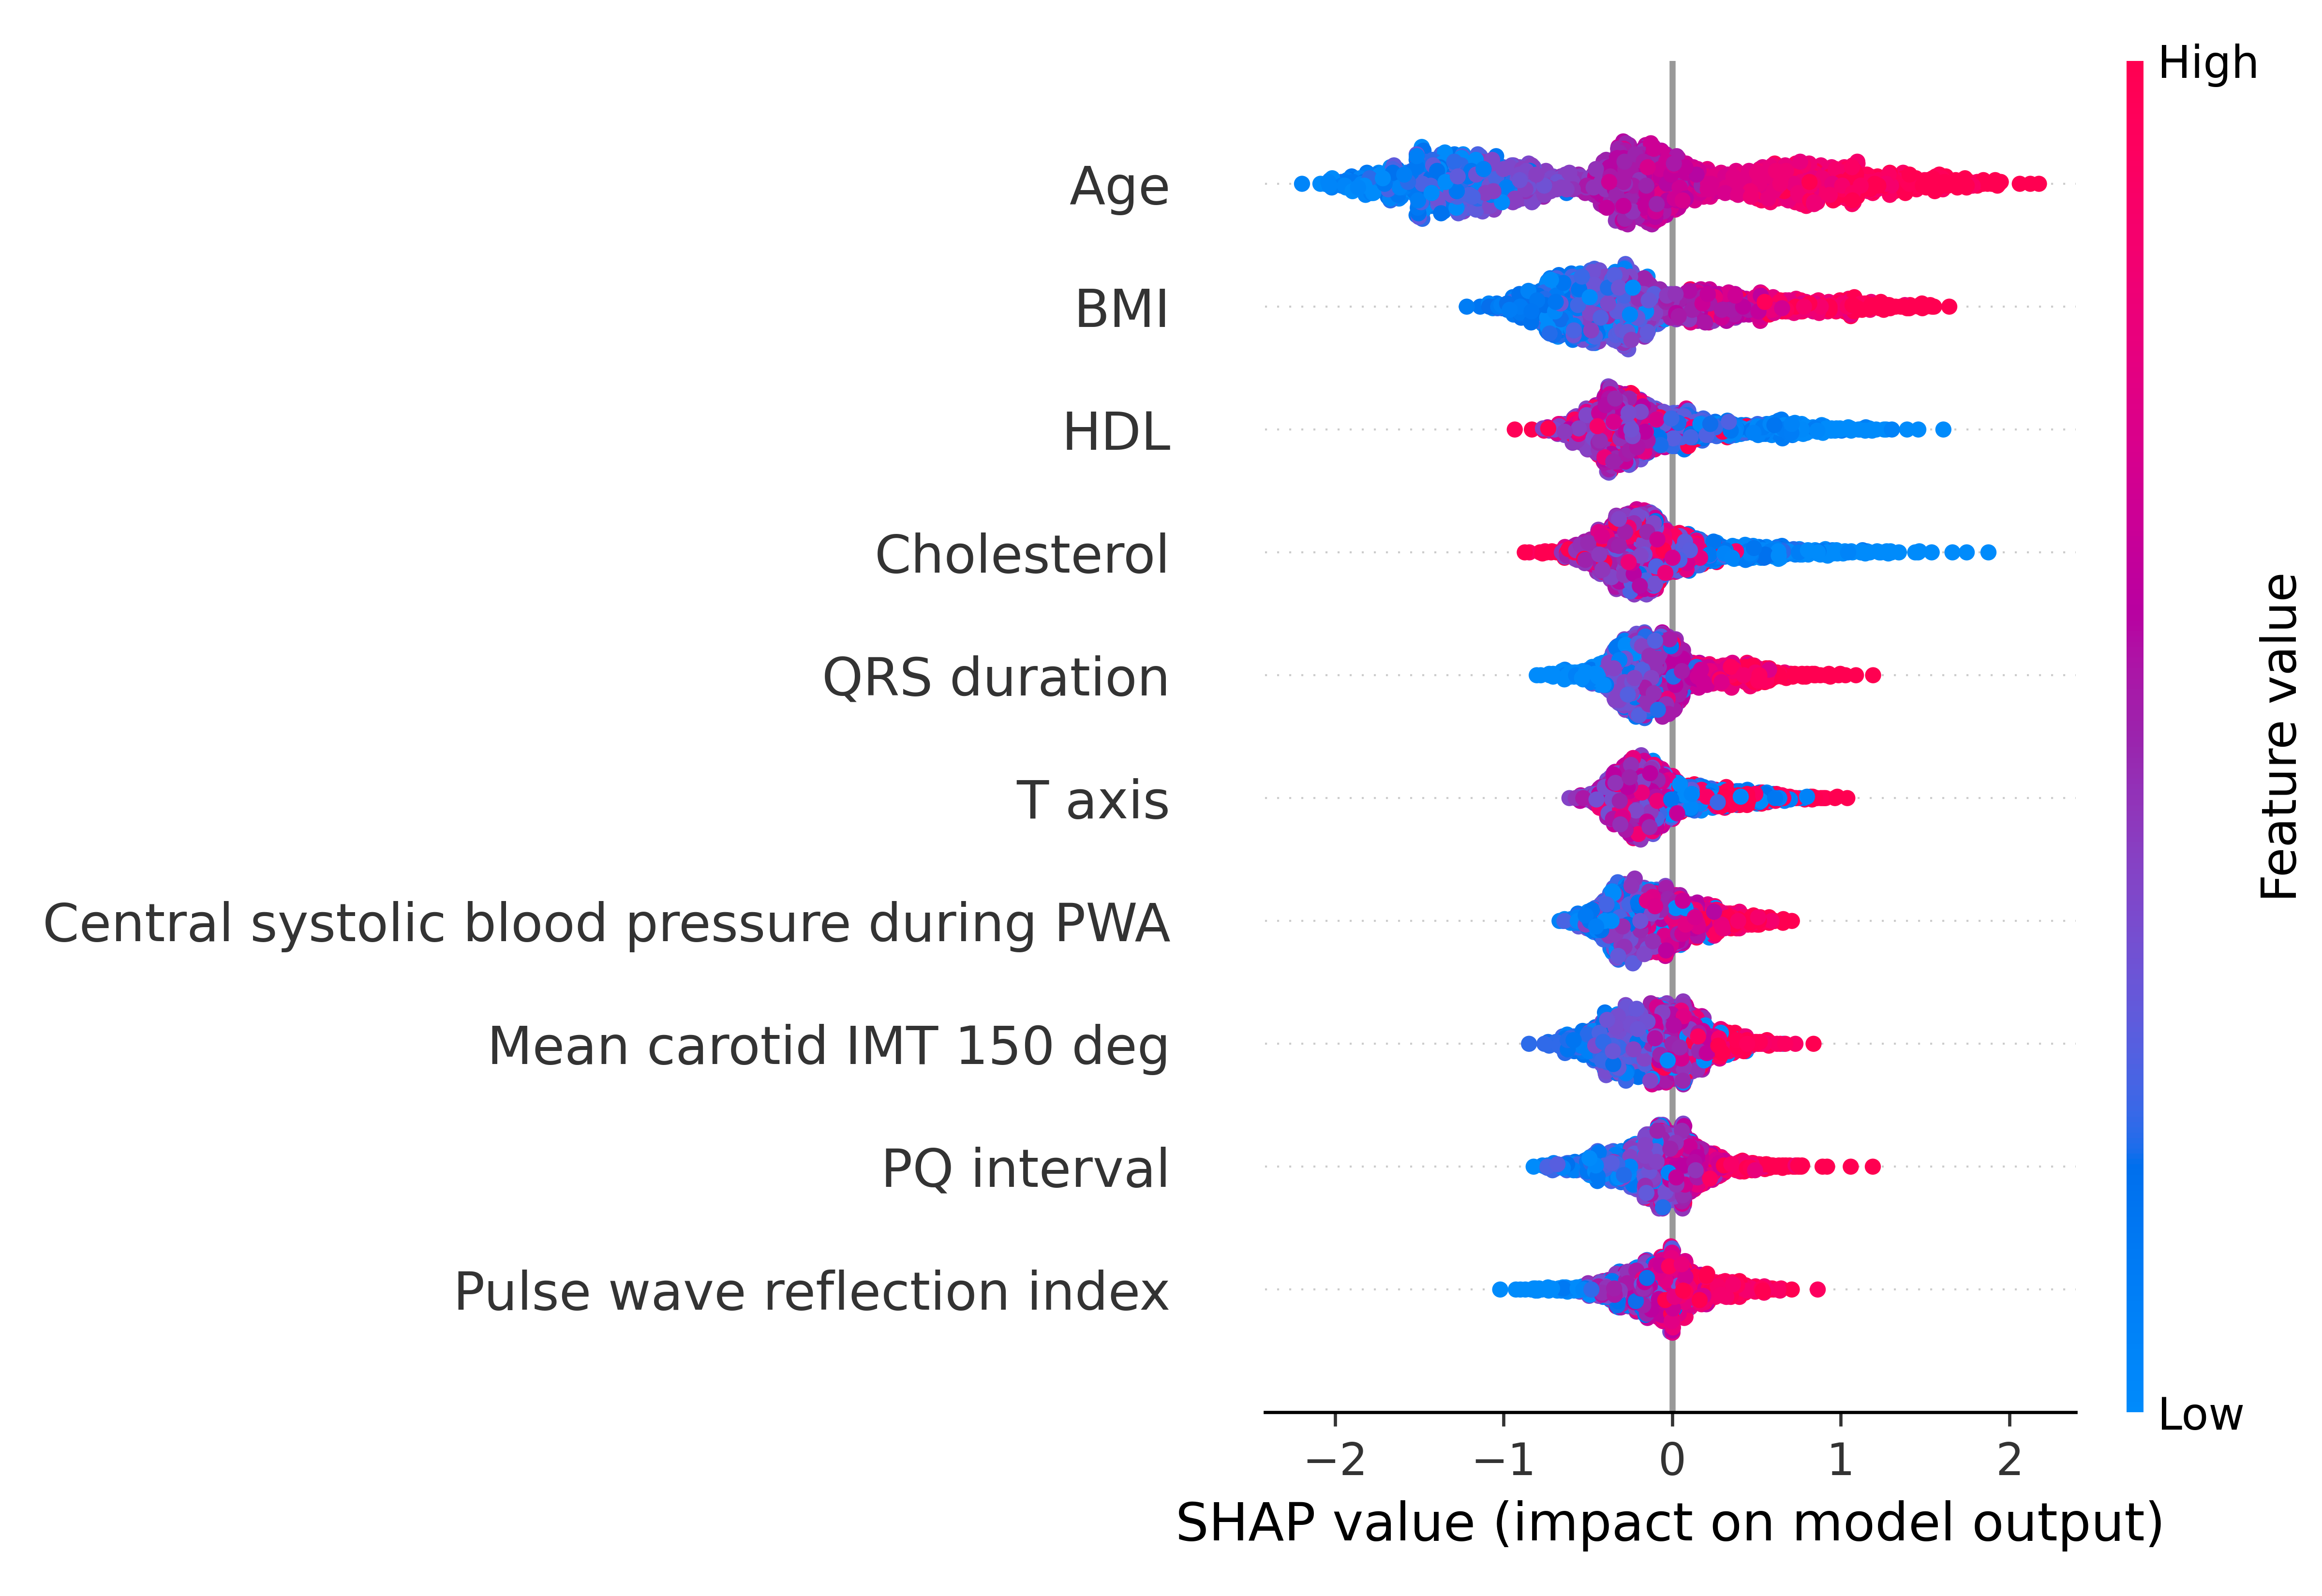 High
Age
BMI
HDL
Cholesterol
QRS duration
T axis
Central systolic blood pressure during PWA
Mean carotid IMT 150 deg
PQ interval
Pulse wave reflection index
Feature value
Low
−2 −1 0 1 2
SHAP value (impact on model output)